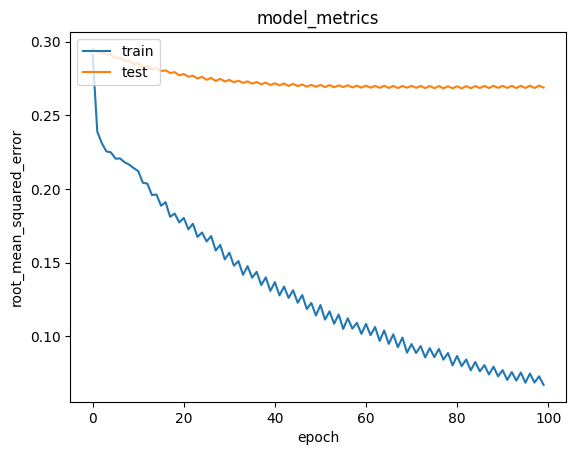 model_metrics
train
test
root_mean_squared_error
0.30
0.25
0.20
0.15
0.10
0 20 40 60 80 100
epoch